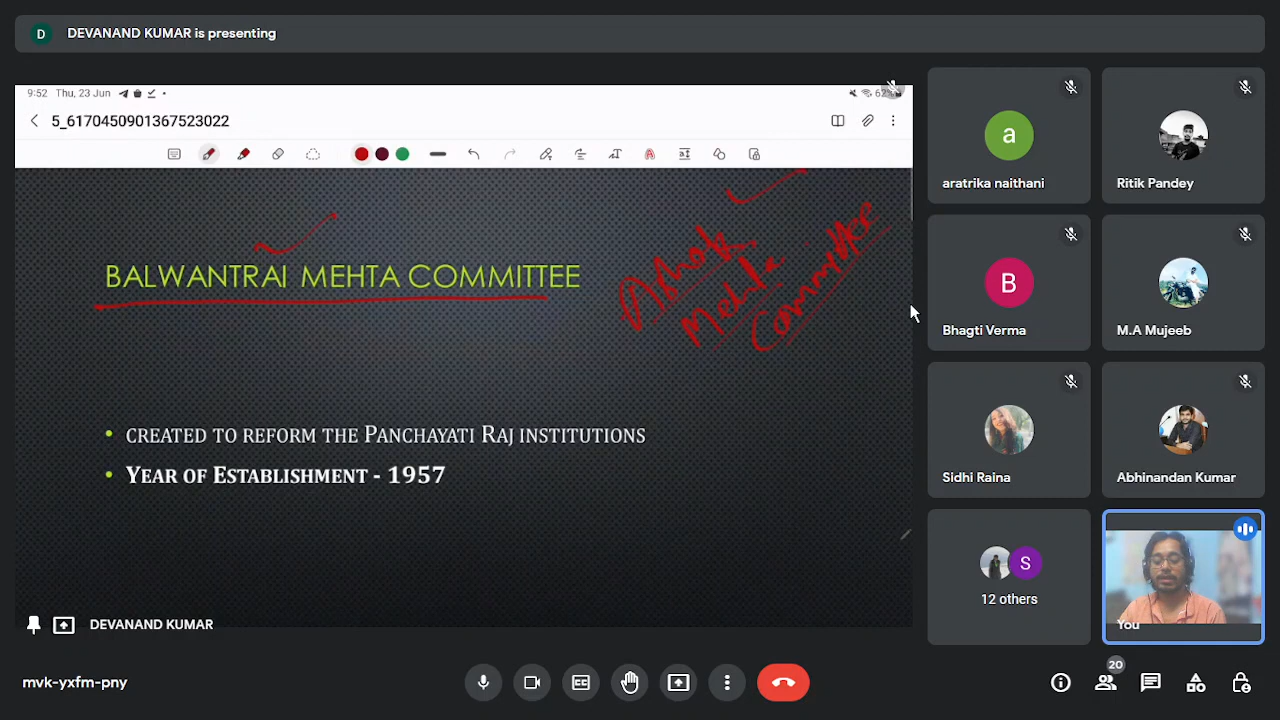 D DEVANAND KUMAR is presenting
9:52 Thu, 23 Jun
62%
5_6170450901367523022
BALWANTRAI MEHTA COMMITTEE
Ashok
Mehta
Committee
• CREATED TO REFORM THE PANCHAYATI RAJ INSTITUTIONS
• YEAR OF ESTABLISHMENT - 1957
DEVANAND KUMAR
a
aratrika naithani
Ritik Pandey
B
Bhagti Verma
M.A Mujeeb
Sidhi Raina
Abhinandan Kumar
S
12 others
You
mvk-yxfm-pny
CC
20